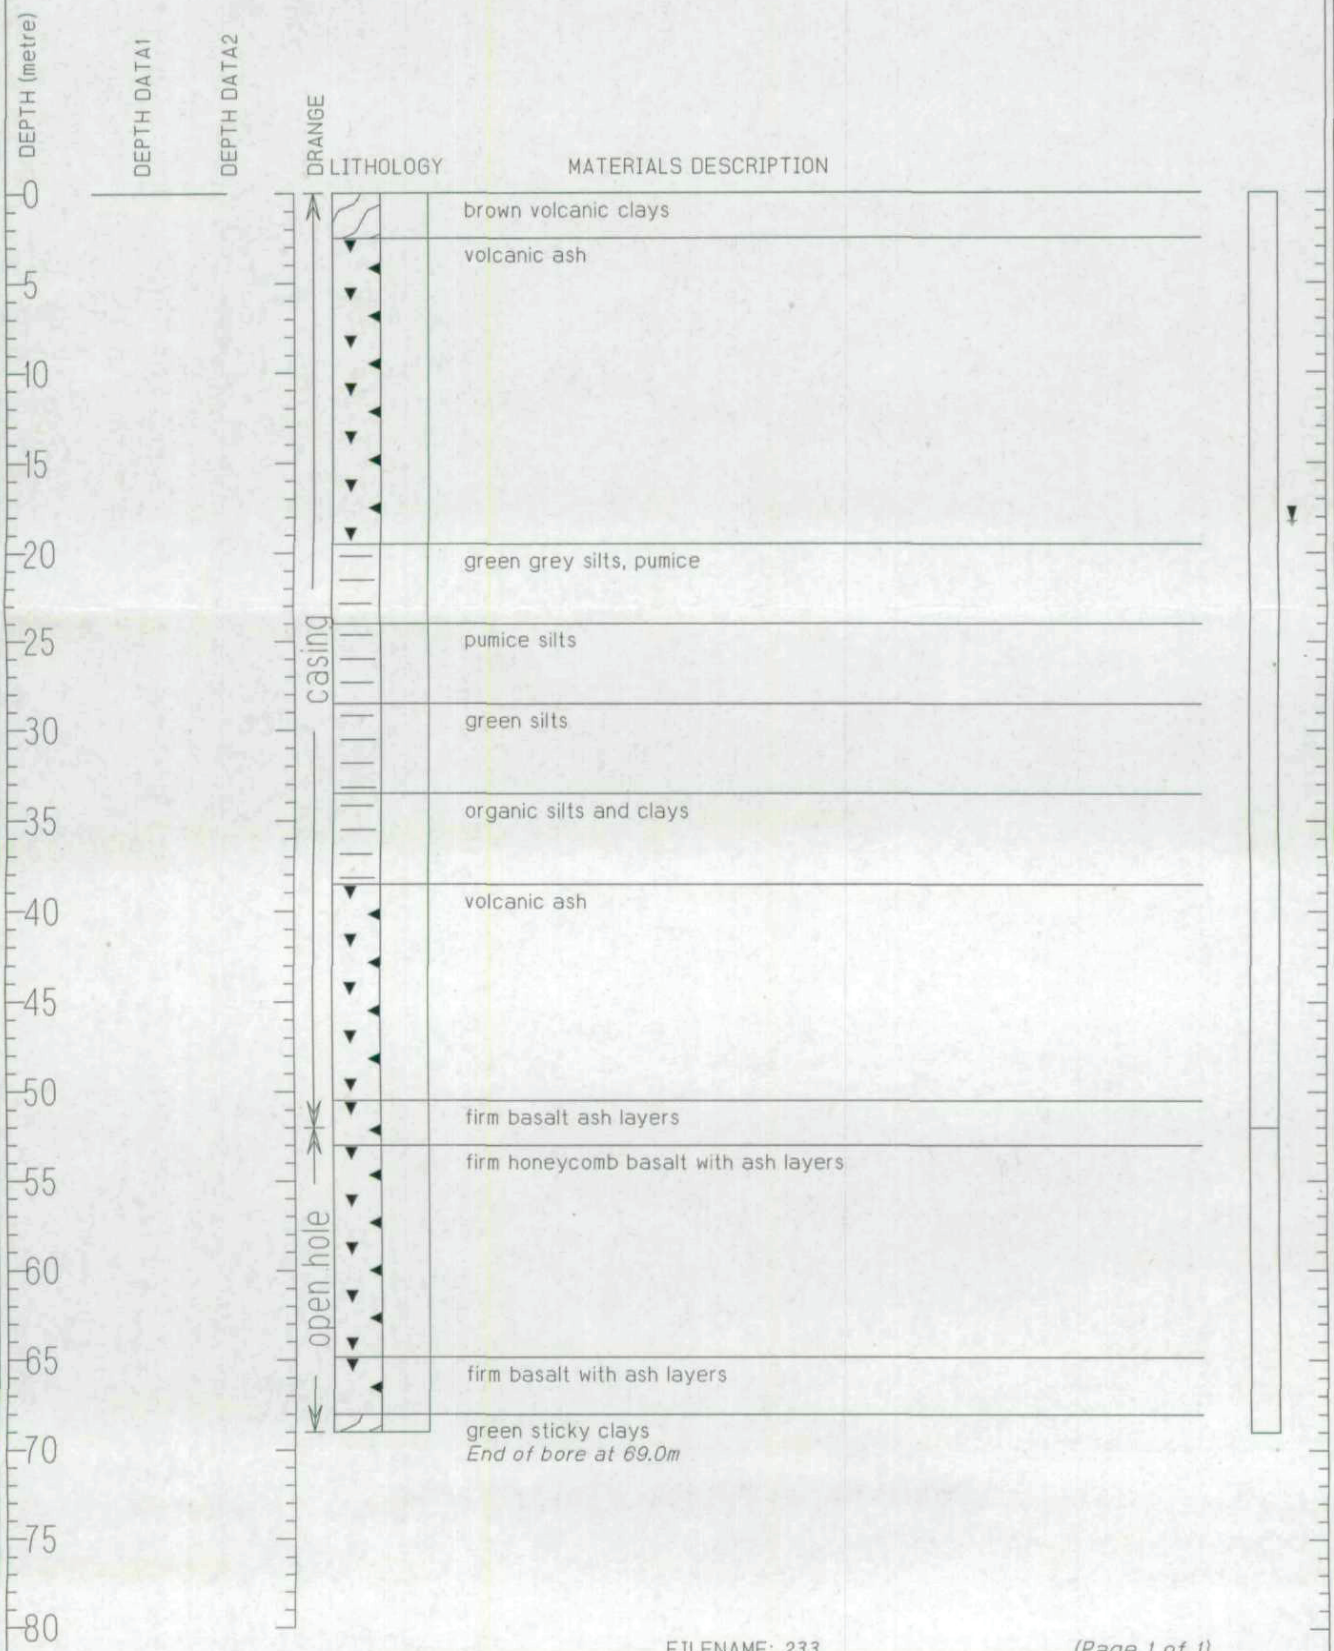 DEPTH (metre)
DEPTH DATA1
DEPTH DATA2
DRANGE
LITHOLOGY
MATERIALS DESCRIPTION
0
brown volcanic clays
volcanic ash
5
10
15
20
green grey silts, pumice
casing
25
pumice silts
30
green silts
35
organic silts and clays
40
volcanic ash
45
50
firm basalt ash layers
firm honeycomb basalt with ash layers
55
open hole
60
65
firm basalt with ash layers
green sticky clays
70
End of bore at 69.0m
75
80
FILENAME: 233
(Page 1 of 1)